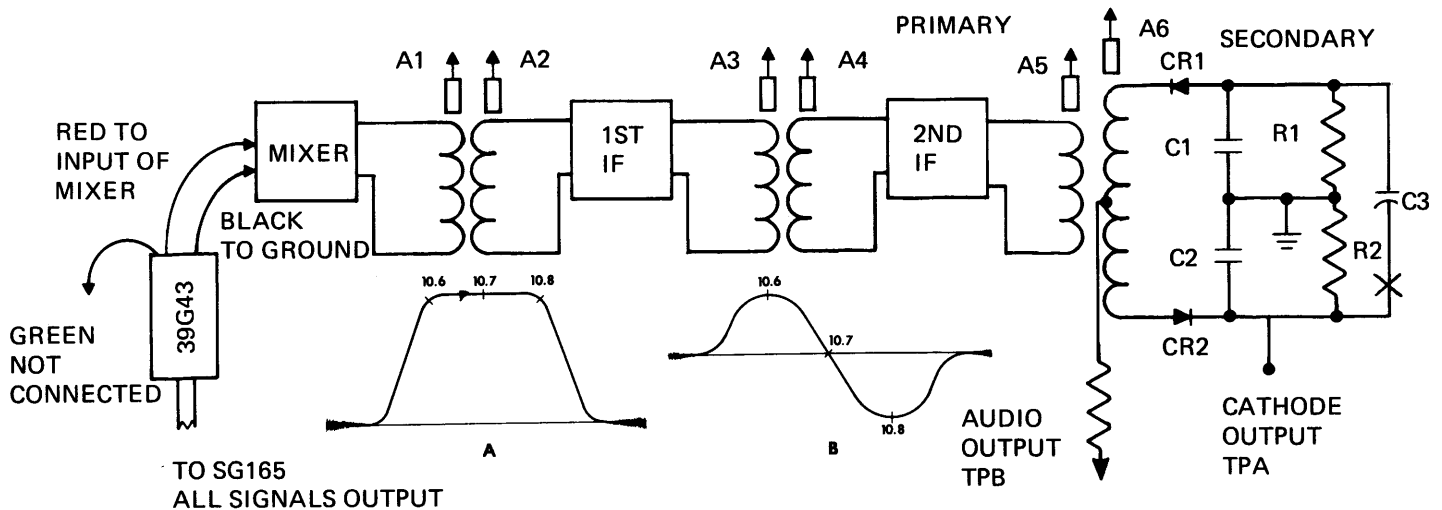 PRIMARY
A6
SECONDARY
A1
A2
A3
A4
A5
CR1
RED TO
INPUT OF
MIXER
MIXER
1ST
IF
2ND
IF
C1
R1
C3
BLACK
TO GROUND
C2
R2
39G43
GREEN
NOT
CONNECTED
10.6
10.7
10.8
A
10.6
10.7
10.8
B
CR2
AUDIO
OUTPUT
TPB
CATHODE
OUTPUT
TPA
TO SG165
ALL SIGNALS OUTPUT